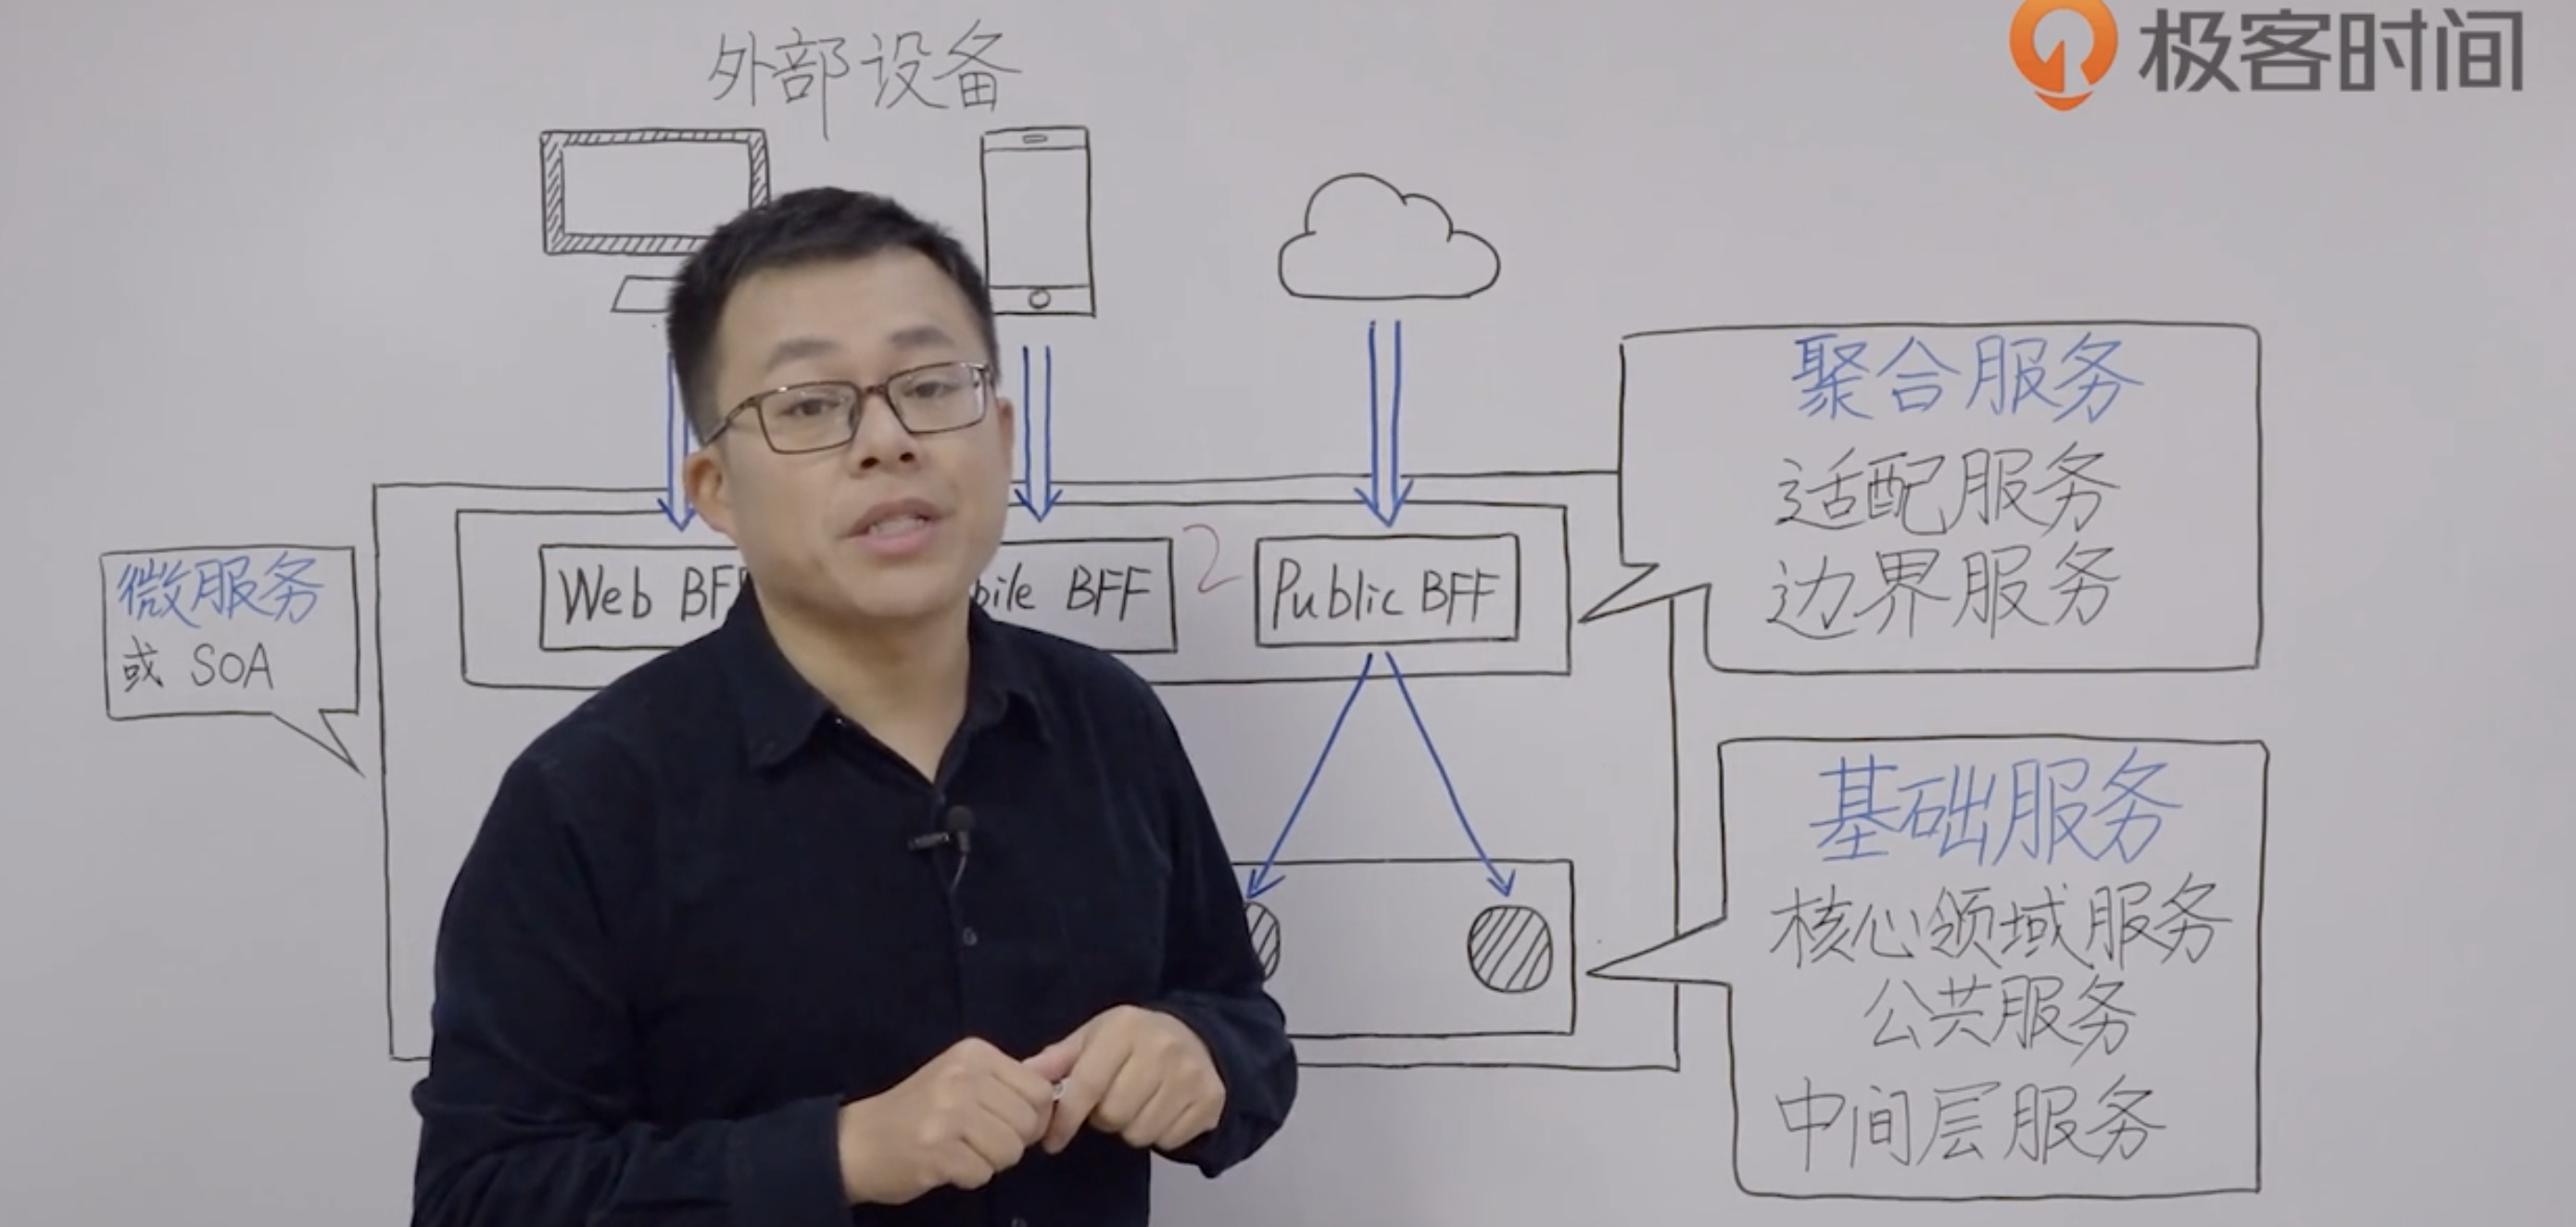 极客时间
外部设备
聚合服务
适配服务
边界服务
微服务
或 SOA
Web BF
bile BFF
2
Public BFF
基础服务
核心领域服务
公共服务
中间层服务